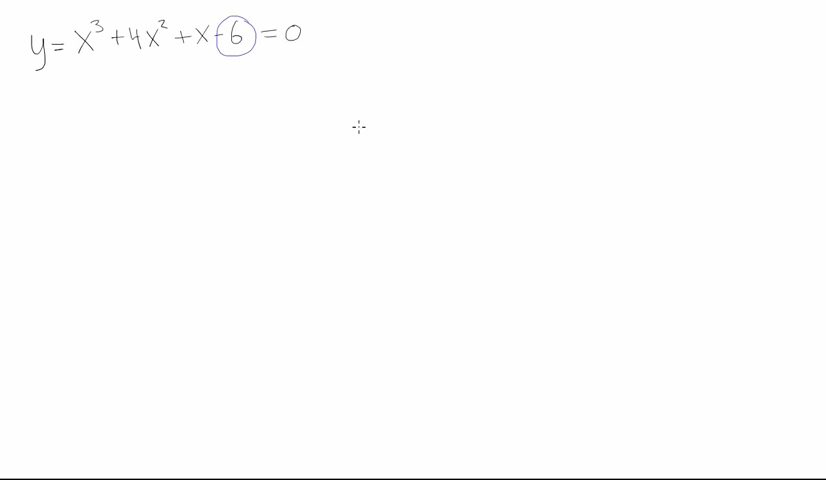 y = x³ + 4x² + x - 6 = 0